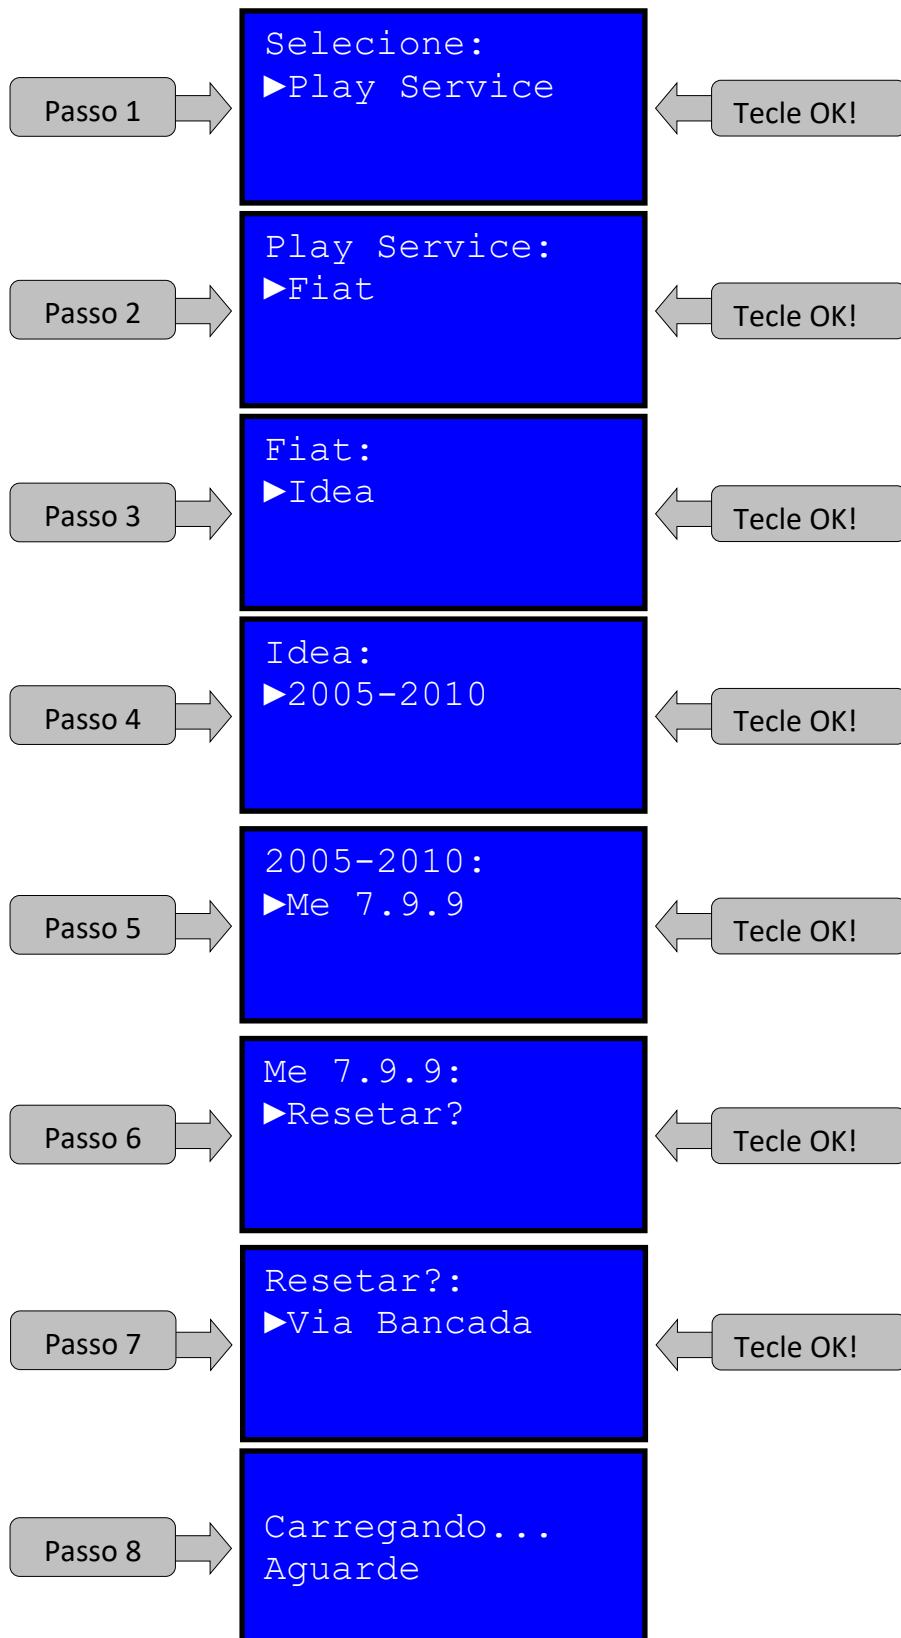 Selecione:
►Play Service
Passo 1
Tecle OK!
Play Service:
►Fiat
Passo 2
Tecle OK!
Fiat:
►Idea
Passo 3
Tecle OK!
Idea:
►2005-2010
Passo 4
Tecle OK!
2005-2010:
►Me 7.9.9
Passo 5
Tecle OK!
Me 7.9.9:
►Resetar?
Passo 6
Tecle OK!
Resetar?:
►Via Bancada
Passo 7
Tecle OK!
Carregando...
Aguarde
Passo 8